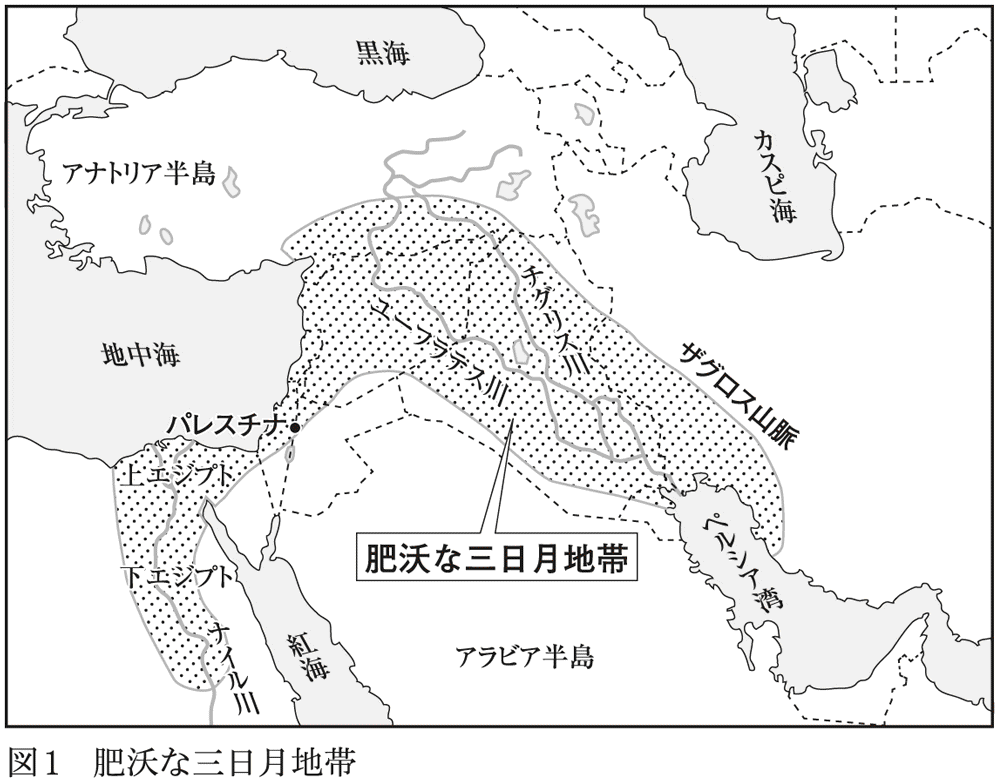 黒海
アナトリア半島
カスピ海
チグリス川
ユーフラテス川
地中海
ザグロス山脈
パレスチナ
上エジプト
肥沃な三日月地帯
ペルシア湾
下エジプト
ナイル川
紅海
アラビア半島
図1 肥沃な三日月地帯